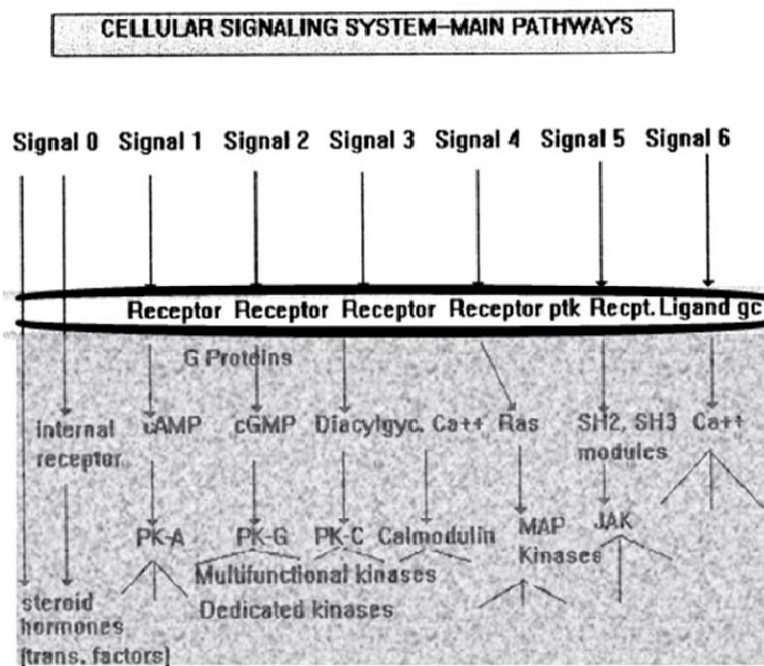 CELLULAR SIGNALING SYSTEM-MAIN PATHWAYS
Signal 0 Signal 1 Signal 2 Signal 3 Signal 4 Signal 5 Signal 6
Receptor Receptor Receptor Receptor ptk Recpt. Ligand gc
G Proteins
internal receptor
cAMP cGMP Diacylgyc. Ca++ Ras SH2, SH3 modules Ca++
PK-A PK-G PK-C Calmodulin MAP Kinases JAK
Multifunctional kinases
Dedicated kinases
steroid
hormones
[trans. factors]